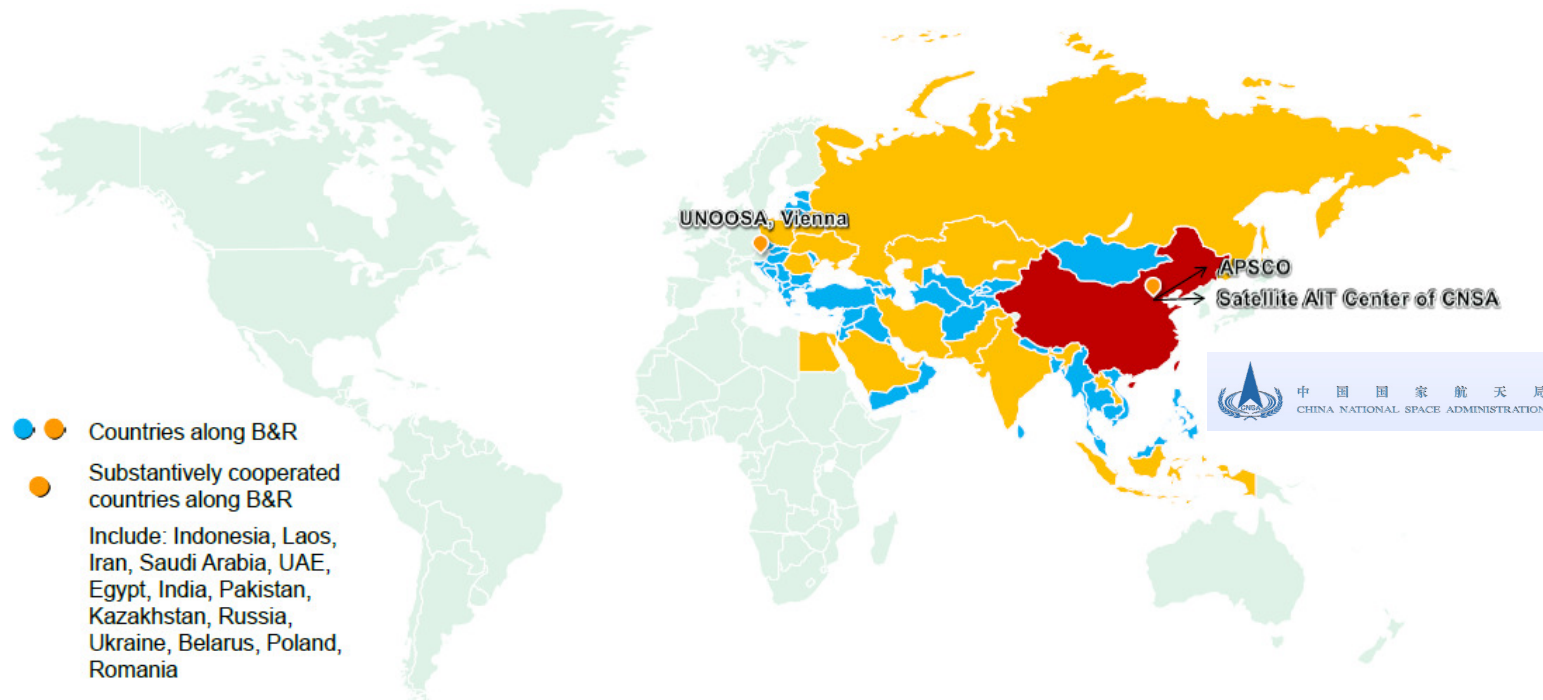 UNOOSA, Vienna
APSCO
Satellite AIT Center of CNSA
中国国家航天局
CNSA
CHINA NATIONAL SPACE ADMINISTRATION
Countries along B&R
Substantively cooperated
countries along B&R
Include: Indonesia, Laos,
Iran, Saudi Arabia, UAE,
Egypt, India, Pakistan,
Kazakhstan, Russia,
Ukraine, Belarus, Poland,
Romania